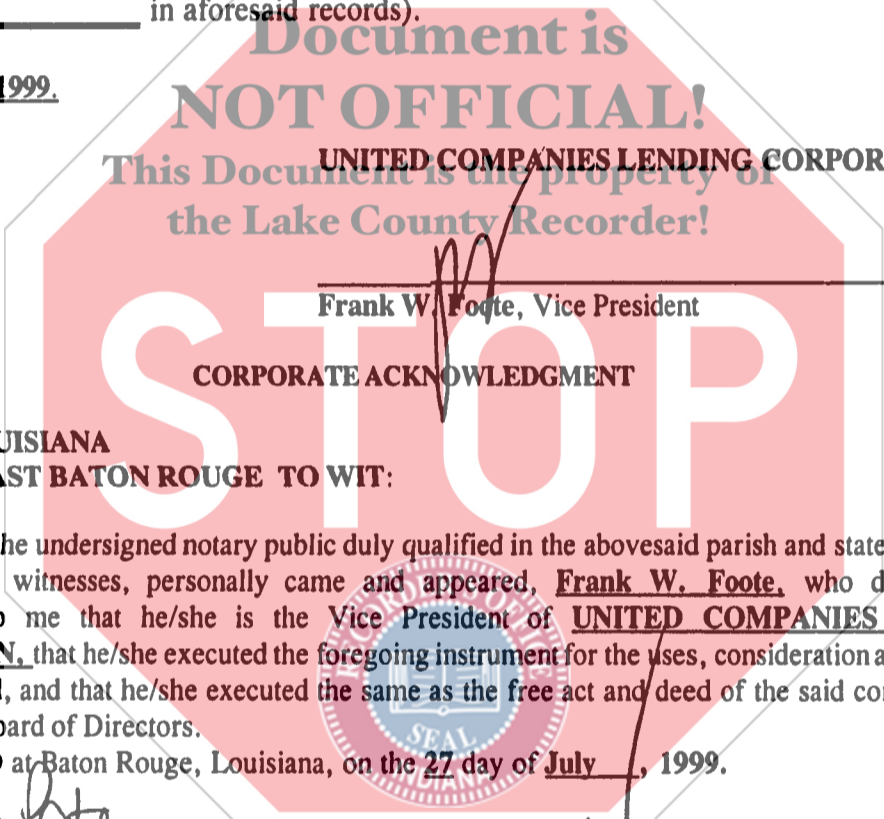 in aforesaid records).
Document is
1999.
NOT OFFICIAL!
UNITED COMPANIES LENDING CORPOR
This Document is the property of
the Lake County Recorder!
Frank W. Foote, Vice President
STOP
CORPORATE ACKNOWLEDGMENT
UISIANA
AST BATON ROUGE TO WIT:
he undersigned notary public duly qualified in the abovesaid parish and state
witnesses, personally came and appeared, Frank W. Foote, who d
me that he/she is the Vice President of UNITED COMPANIES
N, that he/she executed the foregoing instrument for the uses, consideration a
, and that he/she executed the same as the free act and deed of the said co
oard of Directors.
at Baton Rouge, Louisiana, on the 27 day of July , 1999.
RECORDER OF THE
SEAL
INDIANA